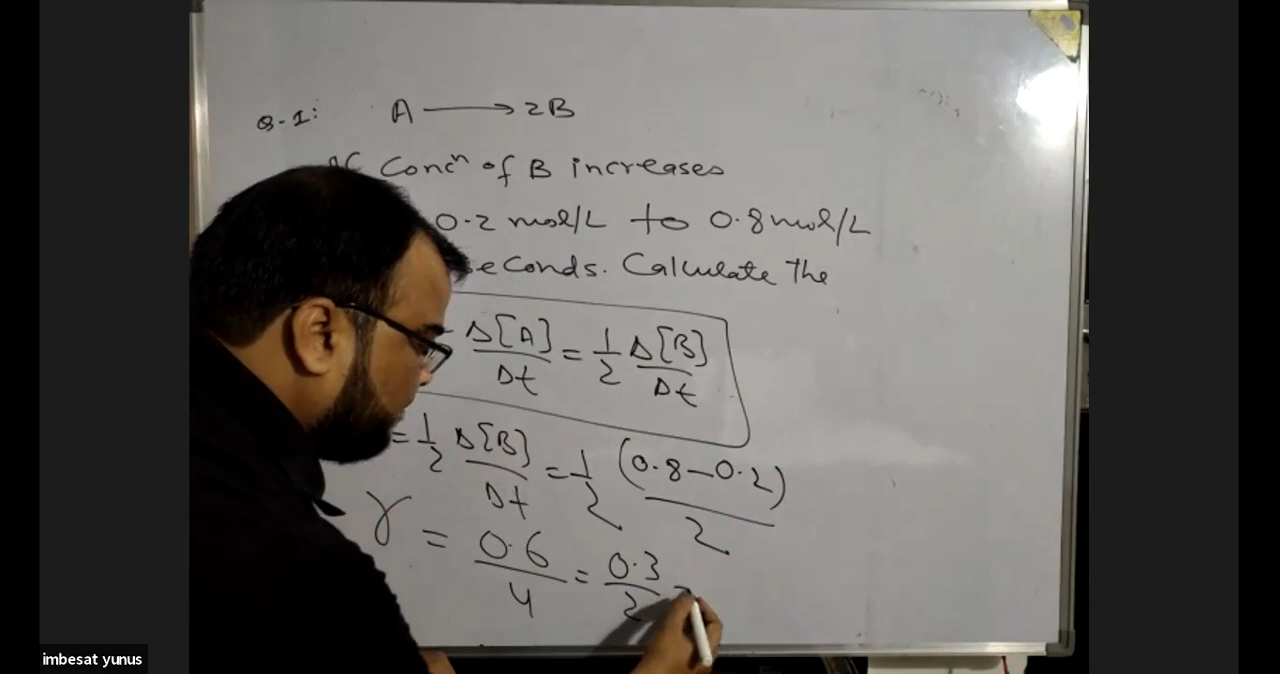 Q-1: A ⟶ 2B
Concⁿ of B increases
0.2 mol/L to 0.8 mol/L
seconds. Calculate the
Δ[A]/Δt = 1/2 Δ[B]/Δt
= 1/2 Δ[B]/Δt = 1/2 (0.8-0.2)/2
r = 0.6/4 = 0.3/2
imbesat yunus